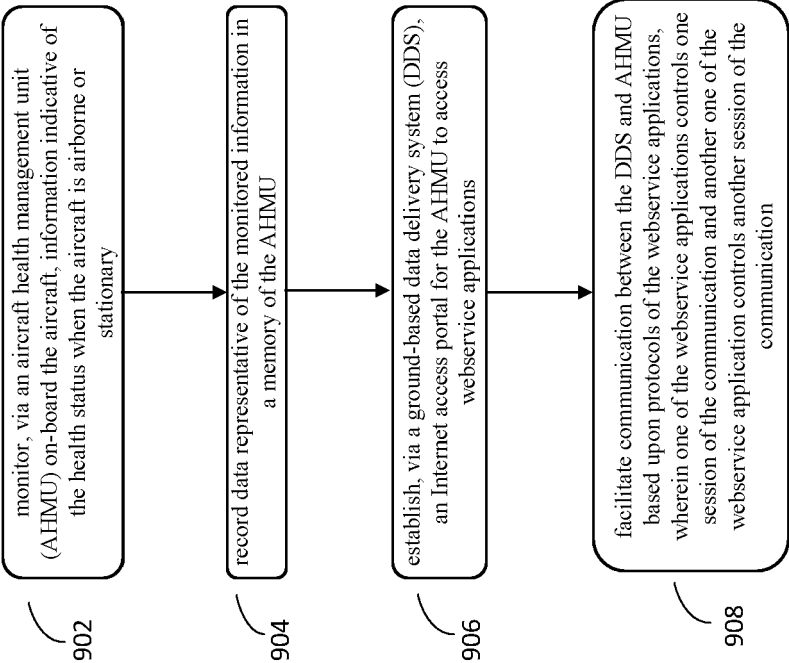 902
monitor, via an aircraft health management unit
(AHMU) on-board the aircraft, information indicative of
the health status when the aircraft is airborne or
stationary
904
record data representative of the monitored information in
a memory of the AHMU
906
establish, via a ground-based data delivery system (DDS),
an Internet access portal for the AHMU to access
webservice applications
908
facilitate communication between the DDS and AHMU
based upon protocols of the webservice applications,
wherein one of the webservice applications controls one
session of the communication and another one of the
webservice application controls another session of the
communication